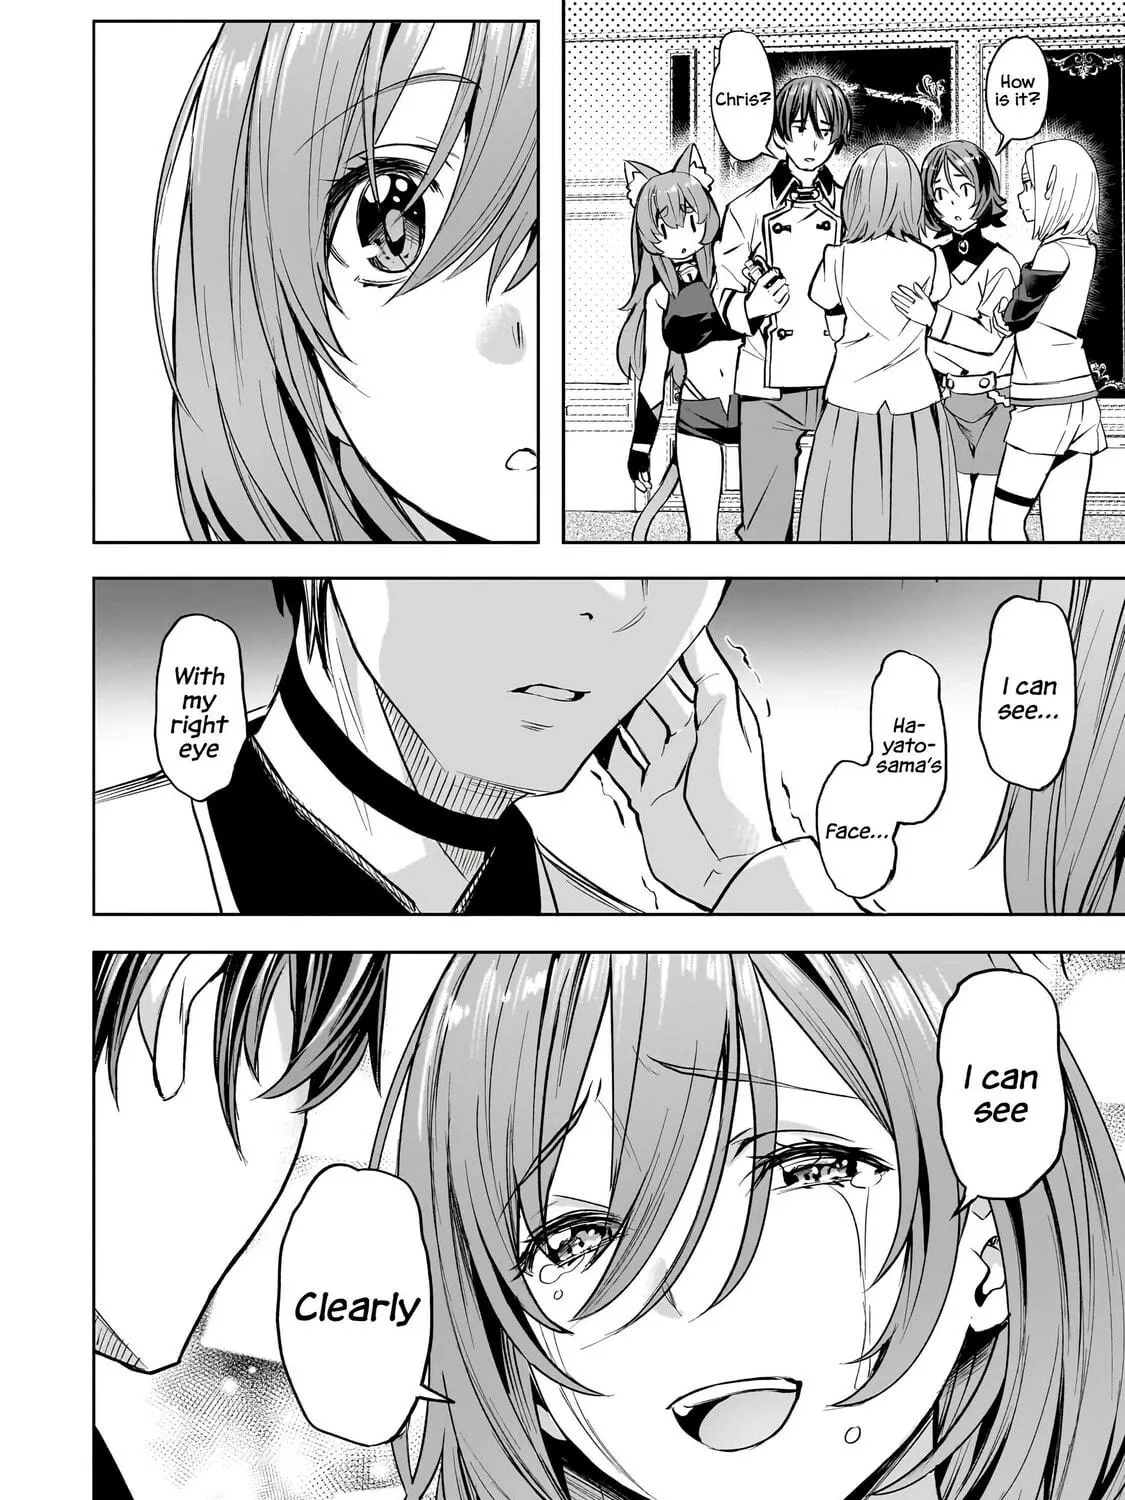 How
is it?
Chris?
I can
see...
Ha-
yato-
sama's
Face...
With
my
right
eye
I can
see
Clearly